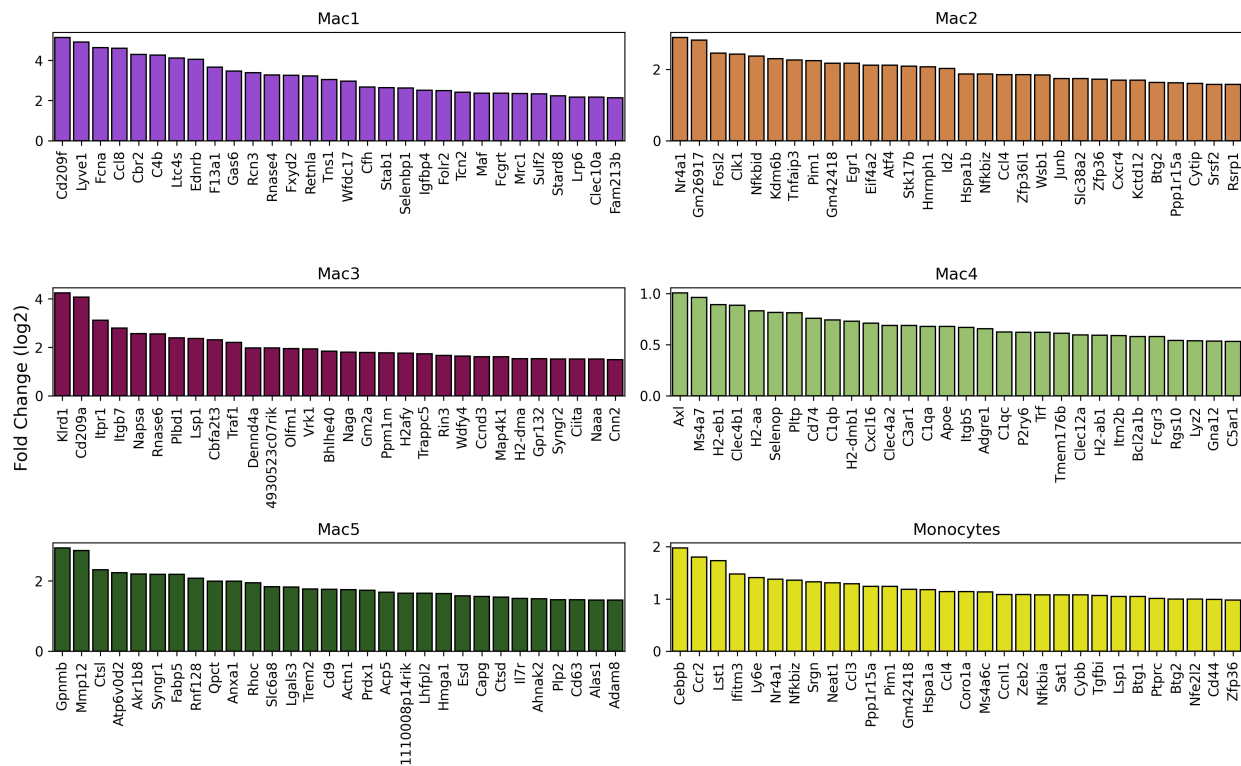 Mac1
4
2
0
Cd209f
Lyve1
Fcna
Ccl8
Cbr2
C4b
Ltc4s
Ednrb
F13a1
Gas6
Rcn3
Rnase4
Fxyd2
Retnla
Tns1
Wfdc17
Cfh
Stab1
Selenbp1
Igfbp4
Folr2
Tcn2
Maf
Fcgrt
Mrc1
Sulf2
Stard8
Lrp6
Clec10a
Fam213b
Mac2
2
0
Nr4a1
Gm26917
Fosl2
Clk1
Nfkbid
Kdm6b
Tnfaip3
Pim1
Gm42418
Egr1
Eif4a2
Atf4
Stk17b
Hnrnph1
Id2
Hspa1b
Nfkbiz
Ccl4
Zfp36l1
Wsb1
Junb
Slc38a2
Zfp36
Cxcr4
Kctd12
Btg2
Ppp1r15a
Cytip
Srsf2
Rsrp1
Fold Change (log2)
Mac3
4
2
0
Klrd1
Cd209a
Itpr1
Itgb7
Napsa
Rnase6
Plbd1
Lsp1
Cbfa2t3
Traf1
Dennd4a
4930523c07rik
Olfm1
Vrk1
Bhlhe40
Naga
Gm2a
Ppm1m
H2afy
Trappc5
Rin3
Wdfy4
Ccnd3
Map4k1
H2-dma
Gpr132
Syngr2
Ciita
Naaa
Cnn2
Mac4
1.0
0.5
0.0
Axl
Ms4a7
H2-eb1
Clec4b1
H2-aa
Selenop
Pltp
Cd74
C1qb
H2-dmb1
Cxcl16
Clec4a2
C3ar1
C1qa
Apoe
Itgb5
Adgre1
C1qc
P2ry6
Trf
Tmem176b
Clec12a
H2-ab1
Itm2b
Bcl2a1b
Fcgr3
Rgs10
Lyz2
Gna12
C5ar1
Mac5
2
0
Gpnmb
Mmp12
Ctsl
Atp6v0d2
Akr1b8
Syngr1
Fabp5
Rnf128
Qpct
Anxa1
Rhoc
Slc6a8
Lgals3
Trem2
Cd9
Actn1
Prdx1
Acp5
1110008p14rik
Lhfpl2
Hmga1
Esd
Capg
Ctsd
Il7r
Ahnak2
Plp2
Cd63
Alas1
Adam8
Monocytes
2
1
0
Cebpb
Ccr2
Lst1
Ifitm3
Ly6e
Nr4a1
Nfkbiz
Srgn
Neat1
Ccl3
Ppp1r15a
Pim1
Gm42418
Hspa1a
Ccl4
Coro1a
Ms4a6c
Ccnl1
Zeb2
Nfkbia
Sat1
Cybb
Tgfbi
Lsp1
Btg1
Ptprc
Btg2
Nfe2l2
Cd44
Zfp36